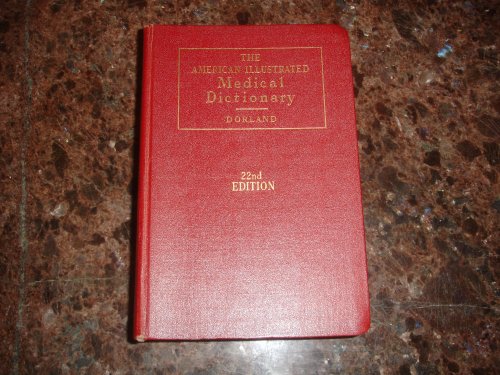 THE
AMERICAN ILLUSTRATED
Medical
Dictionary
DORLAND
22nd
EDITION